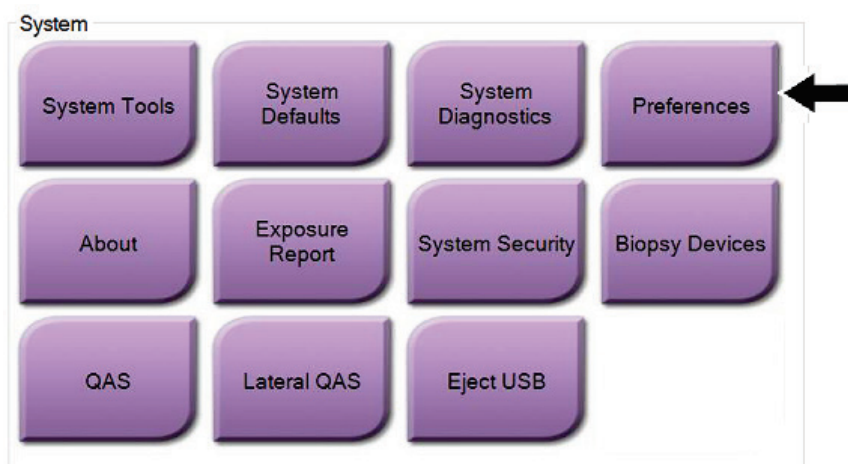 System
System Tools
System
Defaults
System
Diagnostics
Preferences
About
Exposure
Report
System Security
Biopsy Devices
QAS
Lateral QAS
Eject USB